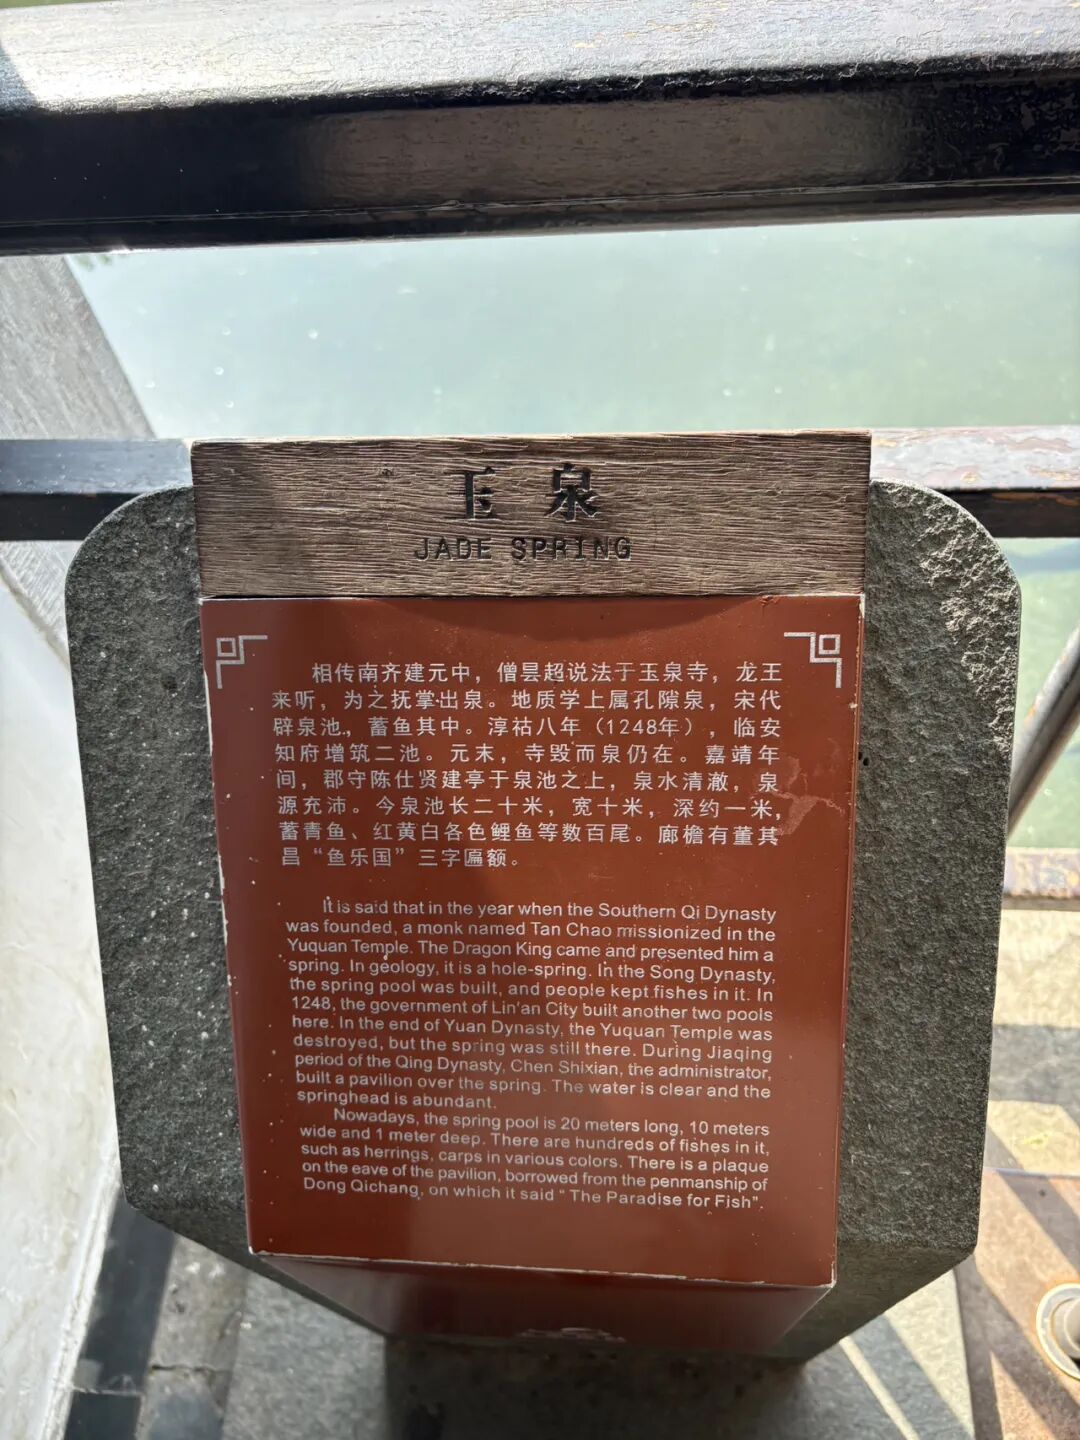 玉泉
JADE SPRING
相传南齐建元中，僧昙超说法于玉泉寺，龙王
来听，为之抚掌出泉。地质学上属孔隙泉，宋代
辟泉池，蓄鱼其中。淳祐八年（1248年），临安
知府增筑二池。元末，寺毁而泉仍在。嘉靖年
间，郡守陈仕贤建亭于泉池之上，泉水清澈，泉
源充沛。今泉池长二十米，宽十米，深约一米，
蓄青鱼、红黄白各色鲤鱼等数百尾。廊檐有董其
昌“鱼乐国”三字匾额。
It is said that in the year when the Southern Qi Dynasty
was founded, a monk named Tan Chao missionized in the
Yuquan Temple. The Dragon King came and presented him a
spring. In geology, it is a hole-spring. In the Song Dynasty,
the spring pool was built, and people kept fishes in it. In
1248, the government of Lin'an City built another two pools
here. In the end of Yuan Dynasty, the Yuquan Temple was
destroyed, but the spring was still there. During Jiaqing
period of the Qing Dynasty, Chen Shixian, the administrator,
built a pavilion over the spring. The water is clear and the
springhead is abundant.
Nowadays, the spring pool is 20 meters long, 10 meters
wide and 1 meter deep. There are hundreds of fishes in it,
such as herrings, carps in various colors. There is a plaque
on the eave of the pavilion, borrowed from the penmanship of
Dong Qichang, on which it said “ The Paradise for Fish”.